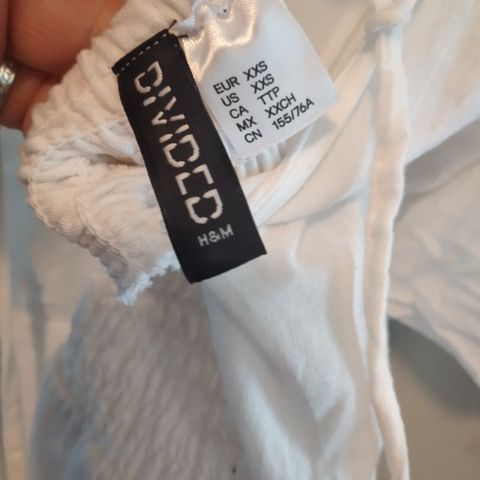 DIVIDED
H&M
EUR XXS
US XXS
CA TTP
MX XXCH
CN 155/76A